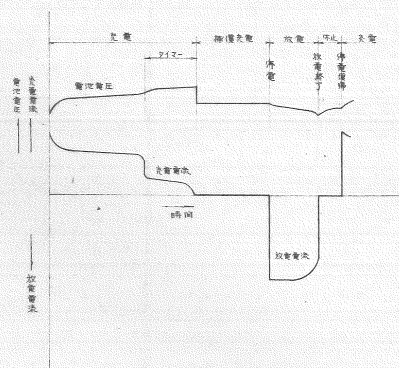 充電
補償充電
放電
休止
充電
タイマー
停電
放電終了
停電復帰
電池電圧
電池電圧
充電電流
充電電流
時間
放電電流
放電電流